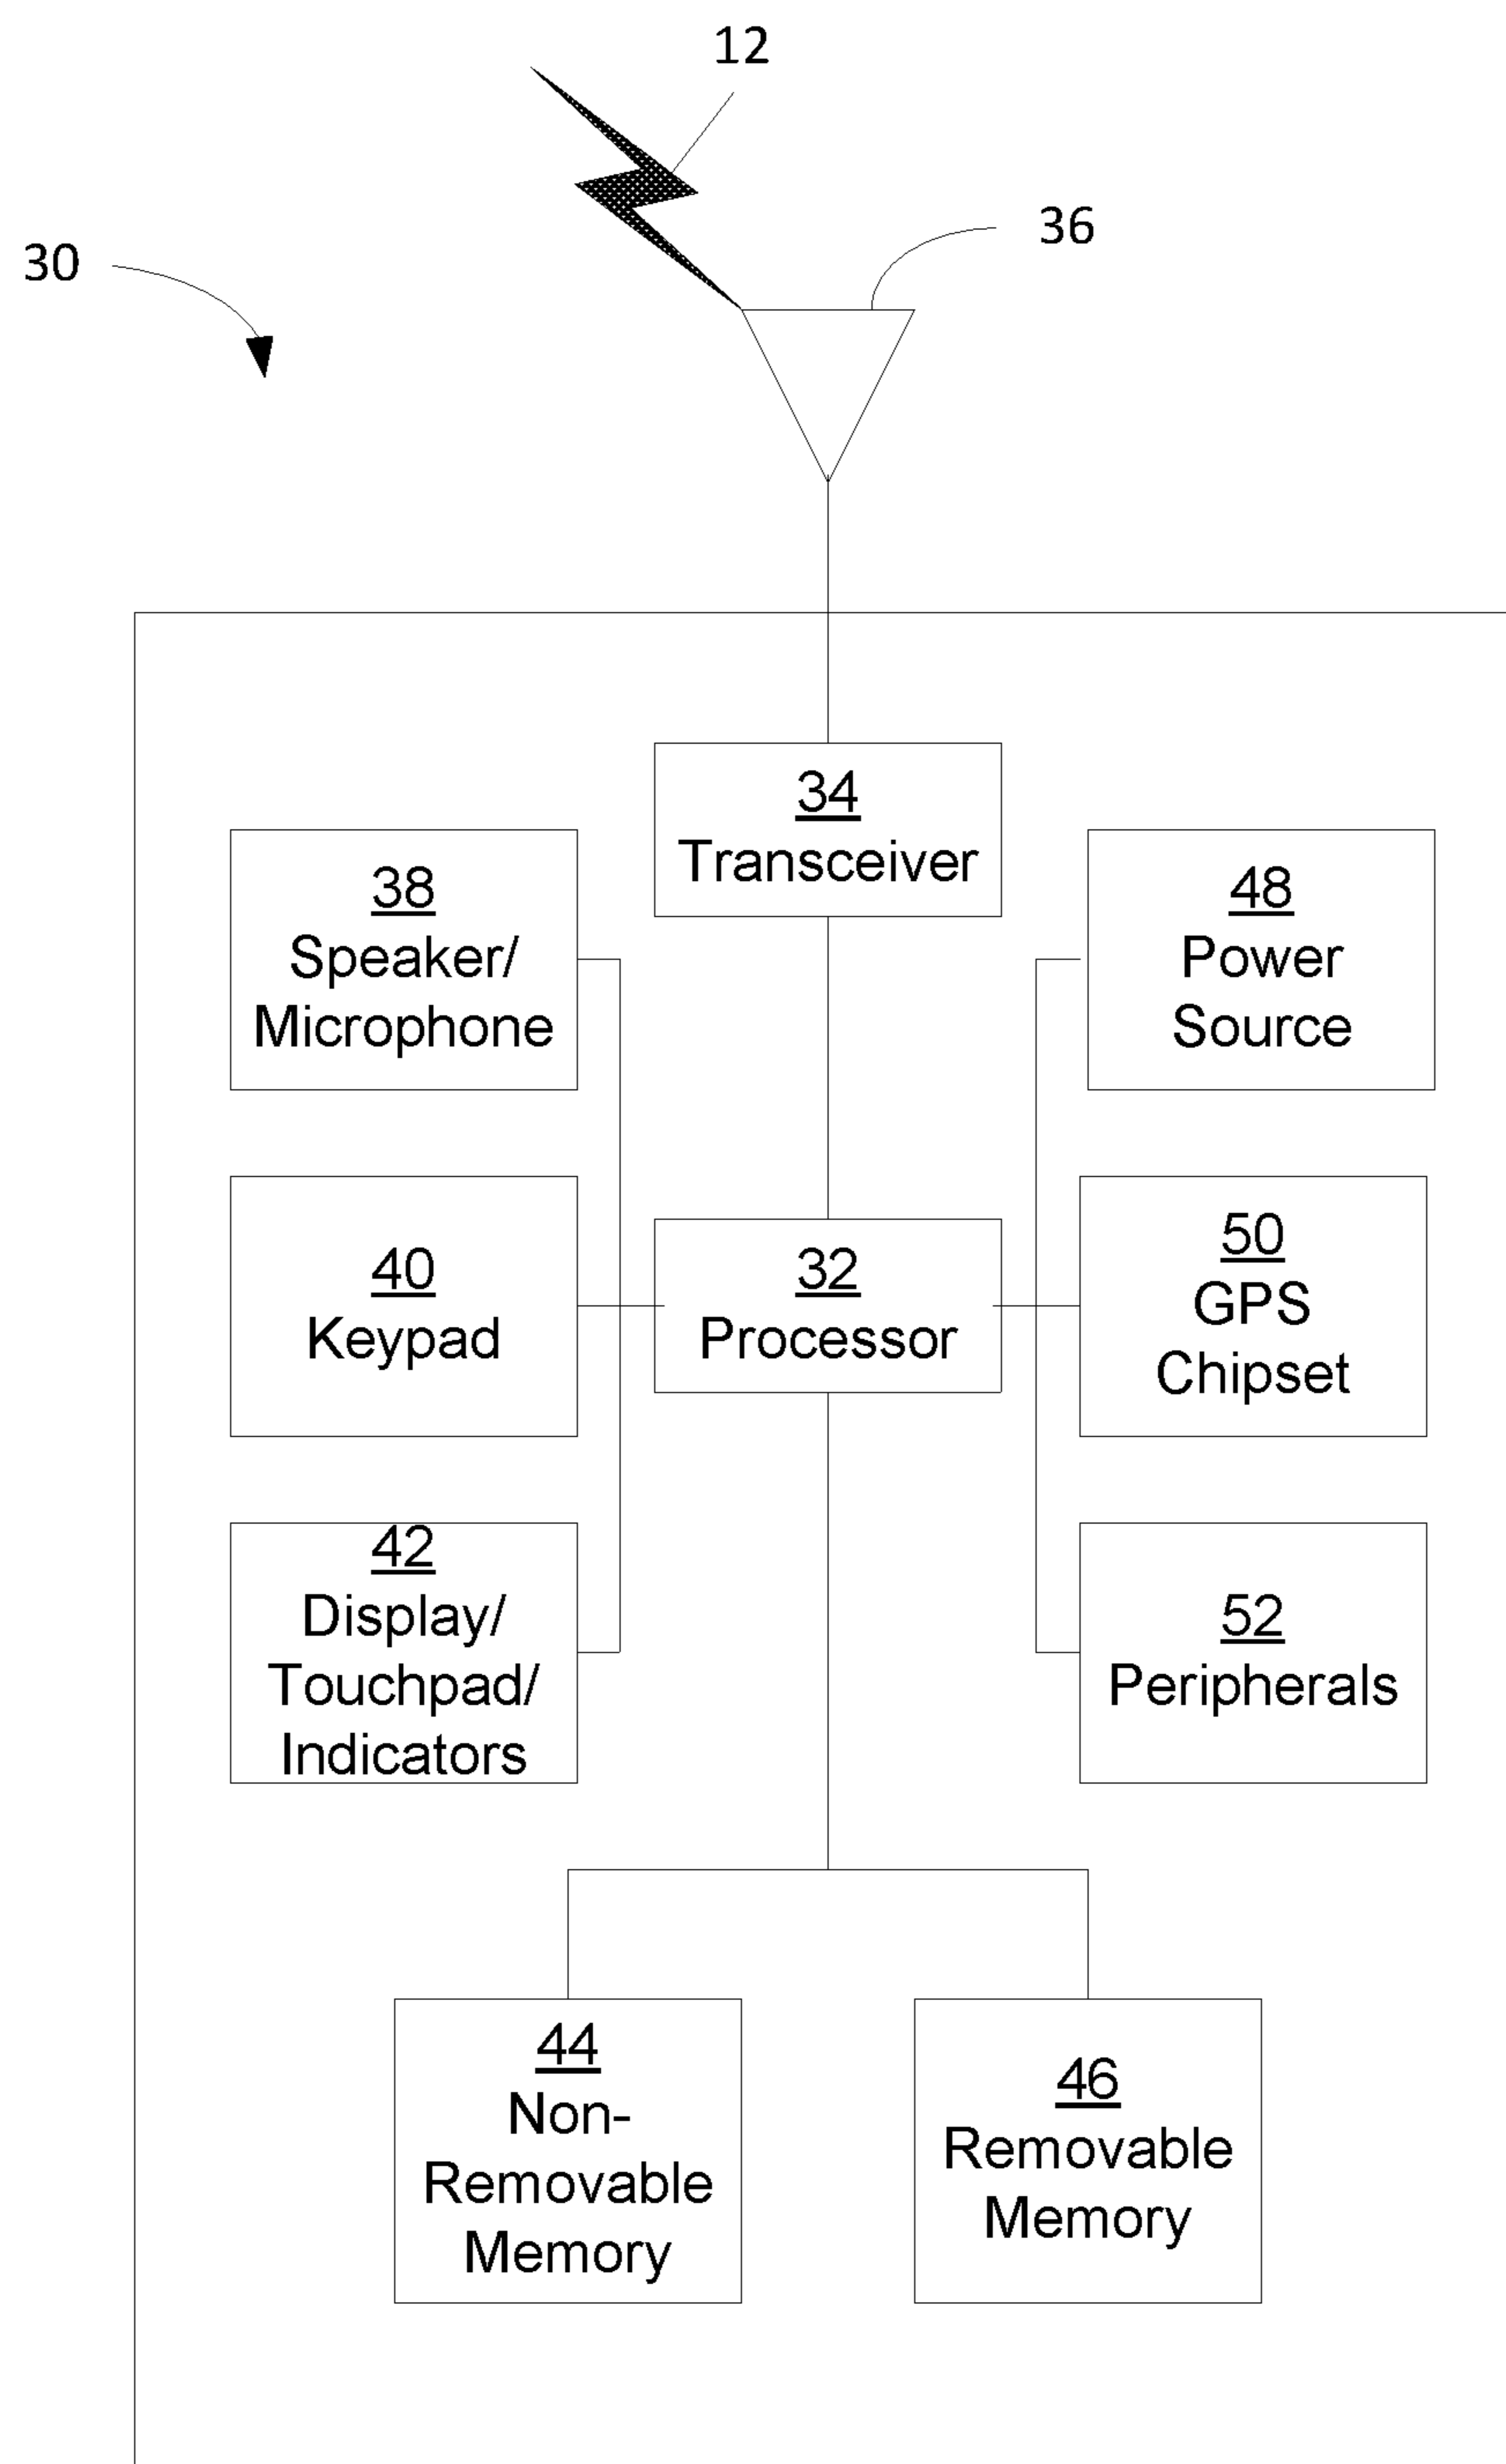 12
36
30
34
Transceiver
38
Speaker/
Microphone
48
Power
Source
40
Keypad
32
Processor
50
GPS
Chipset
42
Display/
Touchpad/
Indicators
52
Peripherals
44
Non-
Removable
Memory
46
Removable
Memory